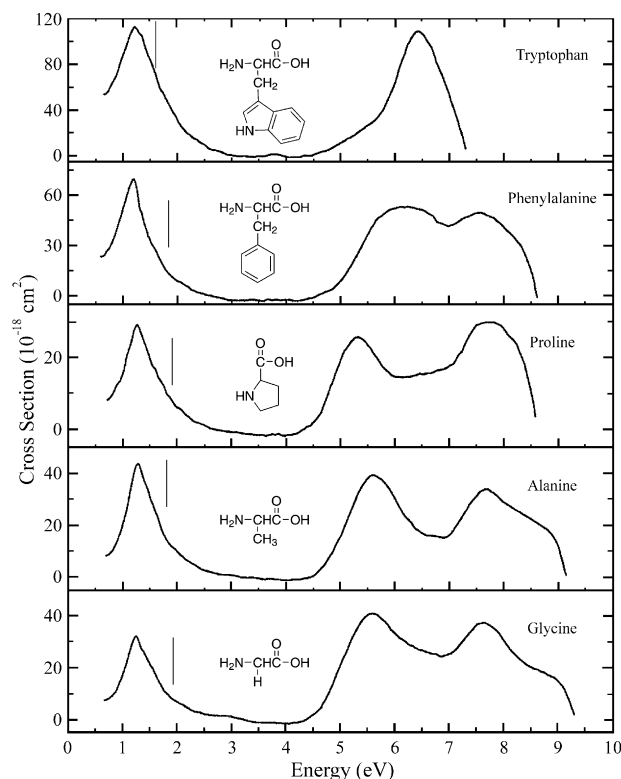 Cross Section (10⁻¹⁸ cm²)
120
80
40
0
Tryptophan
O
H₂N-CH-C-OH
CH₂
HN
60
30
0
Phenylalanine
O
H₂N-CH-C-OH
CH₂
20
0
Proline
O
C-OH
HN
40
20
0
Alanine
O
H₂N-CH-C-OH
CH₃
40
20
0
Glycine
O
H₂N-CH-C-OH
H
0 1 2 3 4 5 6 7 8 9 10
Energy (eV)